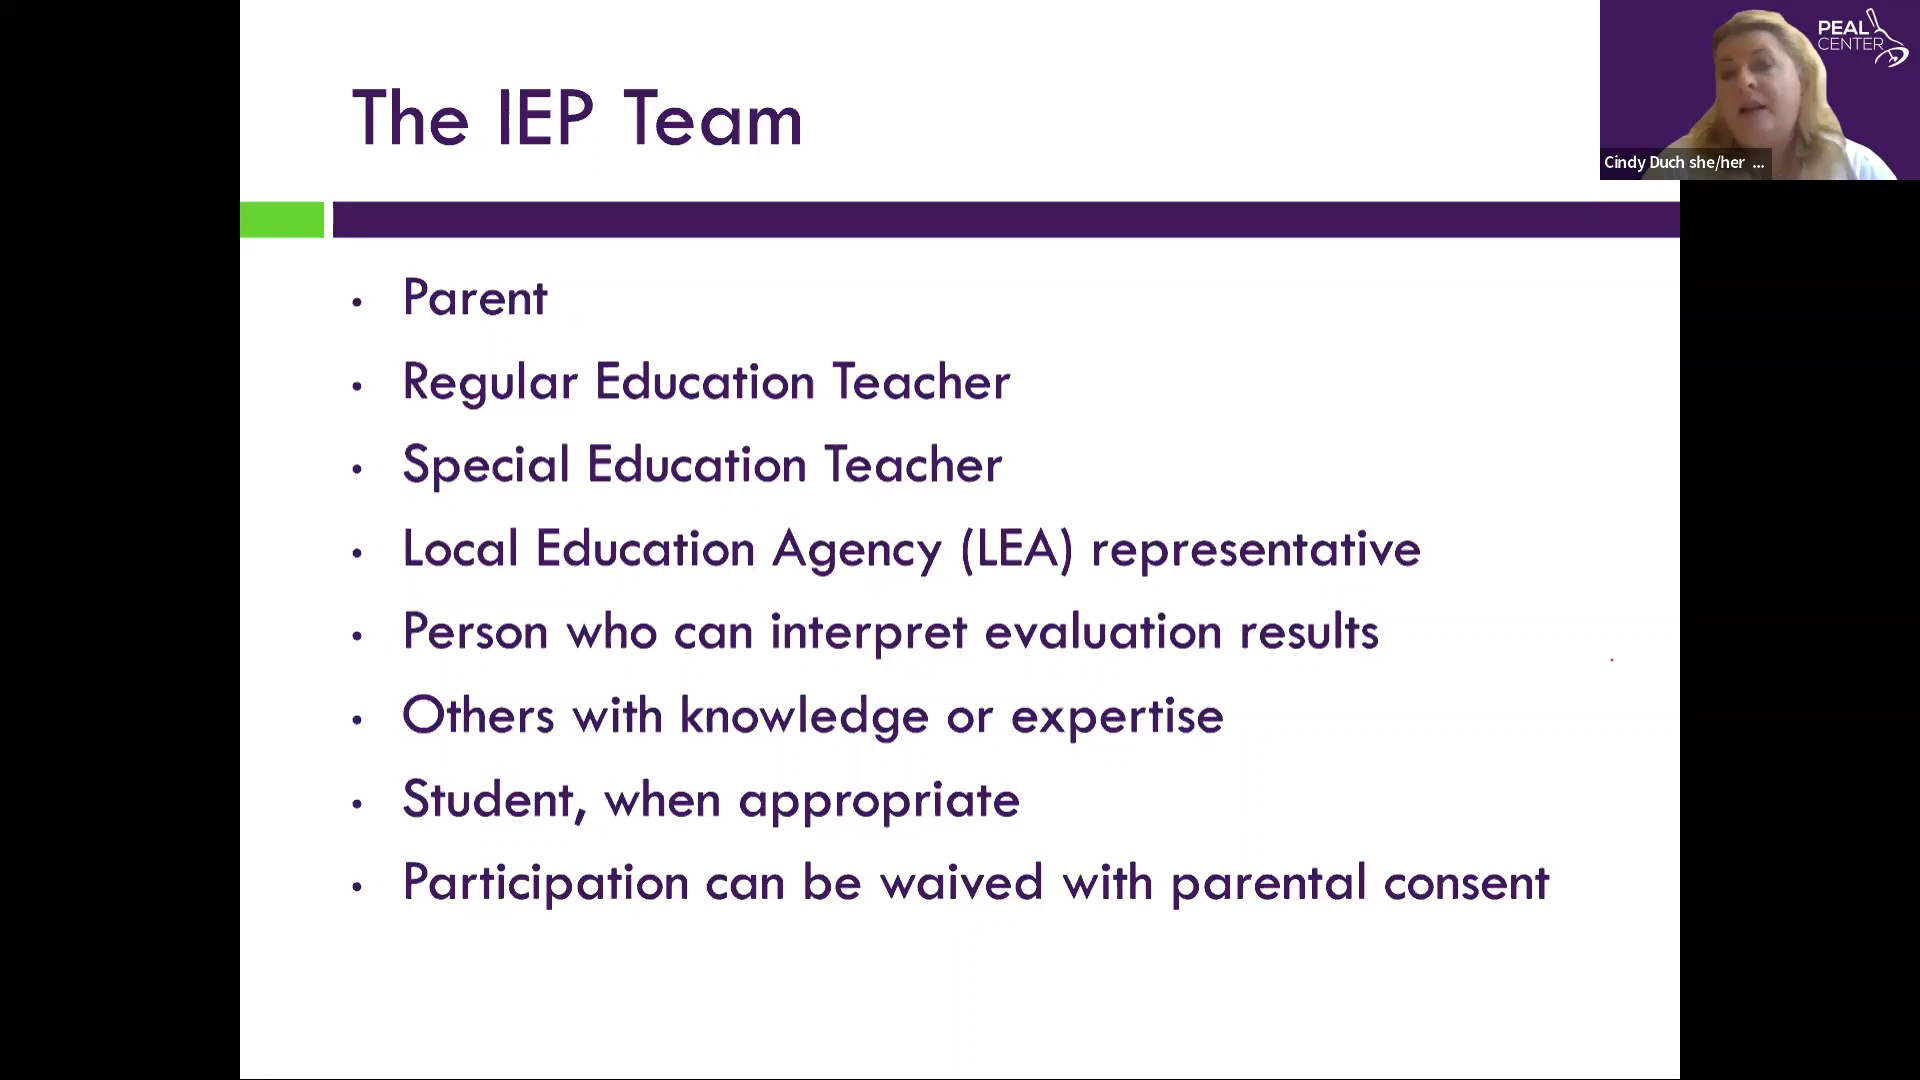 The IEP Team
PEAL
CENTER
Cindy Duch she/her ...
• Parent
• Regular Education Teacher
• Special Education Teacher
• Local Education Agency (LEA) representative
• Person who can interpret evaluation results
• Others with knowledge or expertise
• Student, when appropriate
• Participation can be waived with parental consent